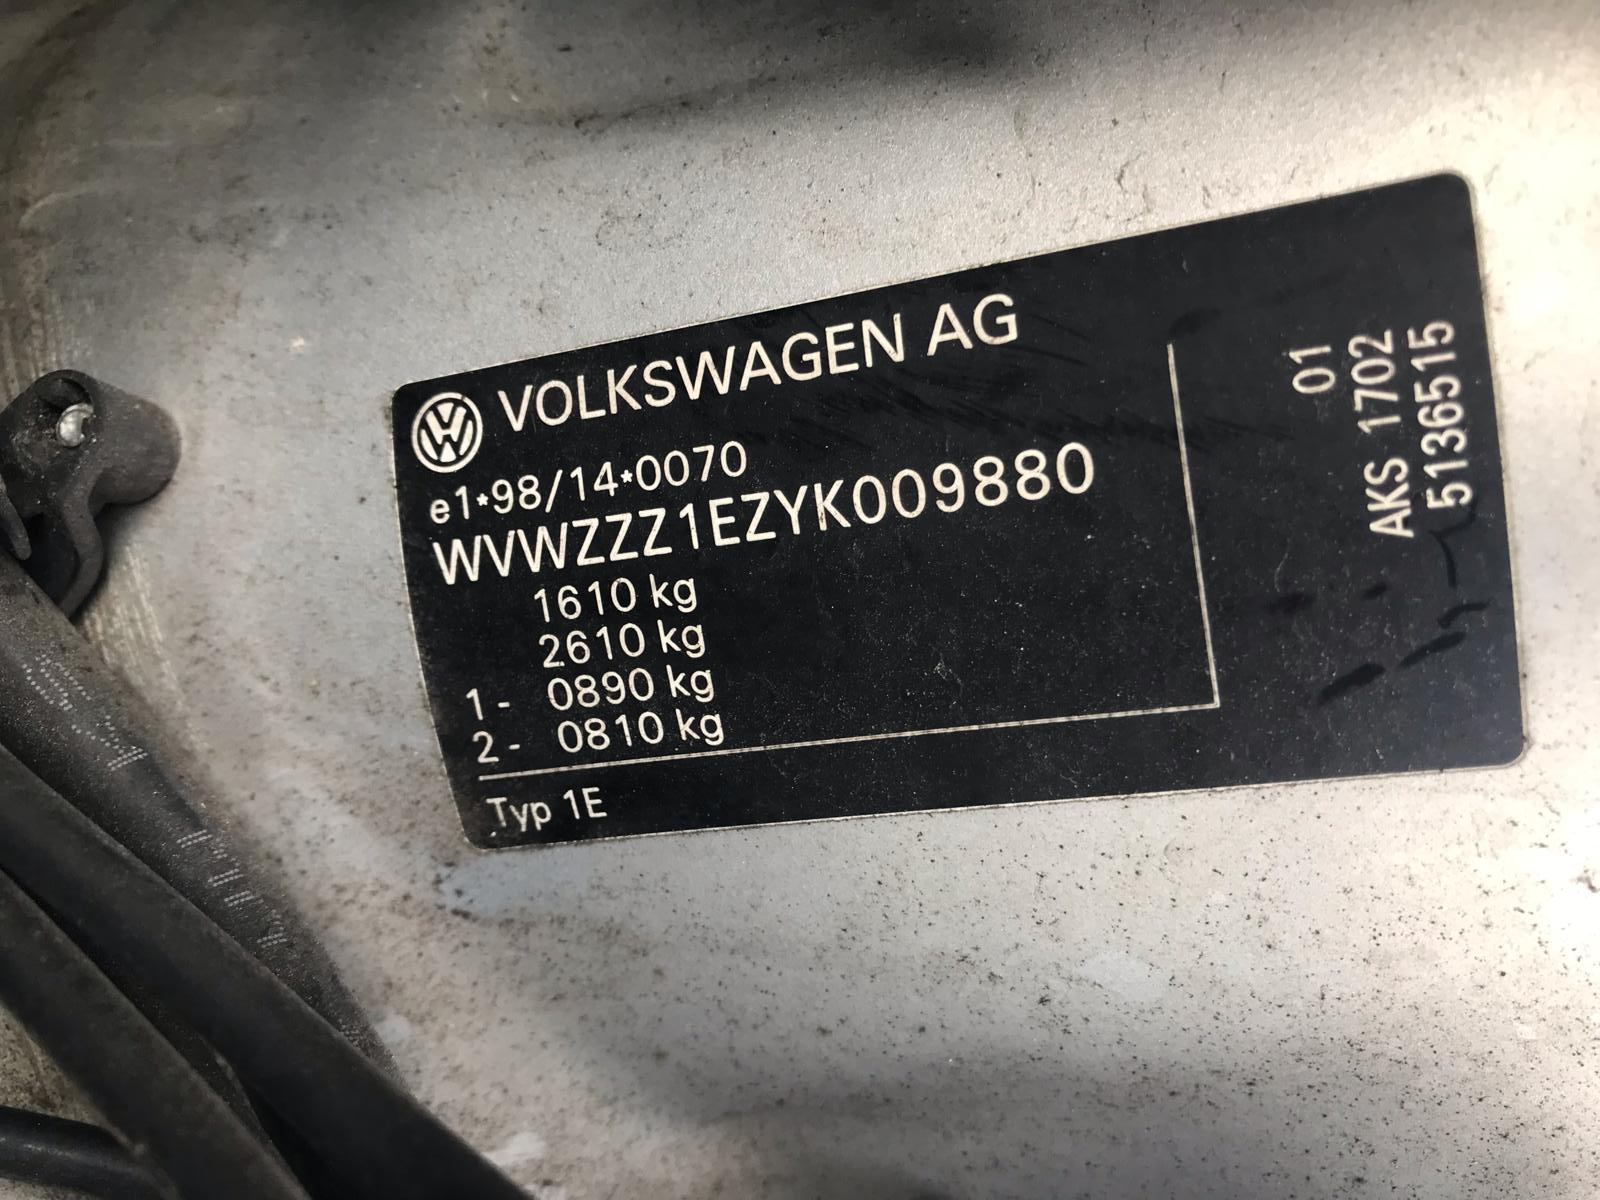 VOLKSWAGEN AG
e1*98/14*0070
WVWZZZ1EZYK009880
1610 kg
2610 kg
1- 0890 kg
2- 0810 kg
Typ 1E
01
AKS 1702
5136515